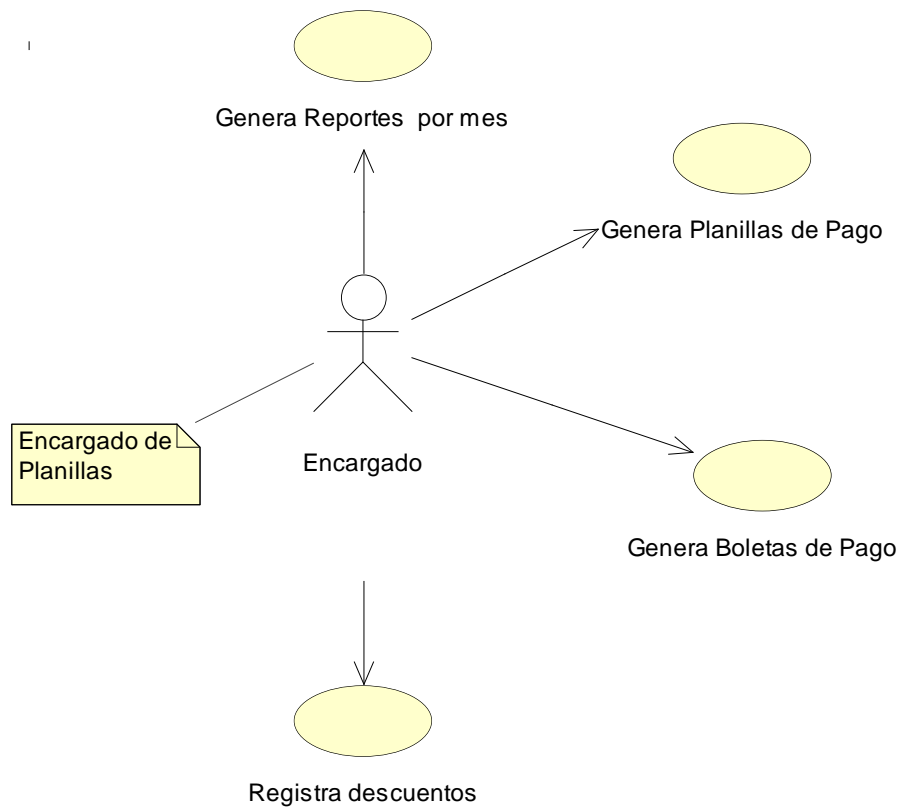 Genera Reportes por mes
Genera Planillas de Pago
Encargado de
Planillas
Encargado
Genera Boletas de Pago
Registra descuentos